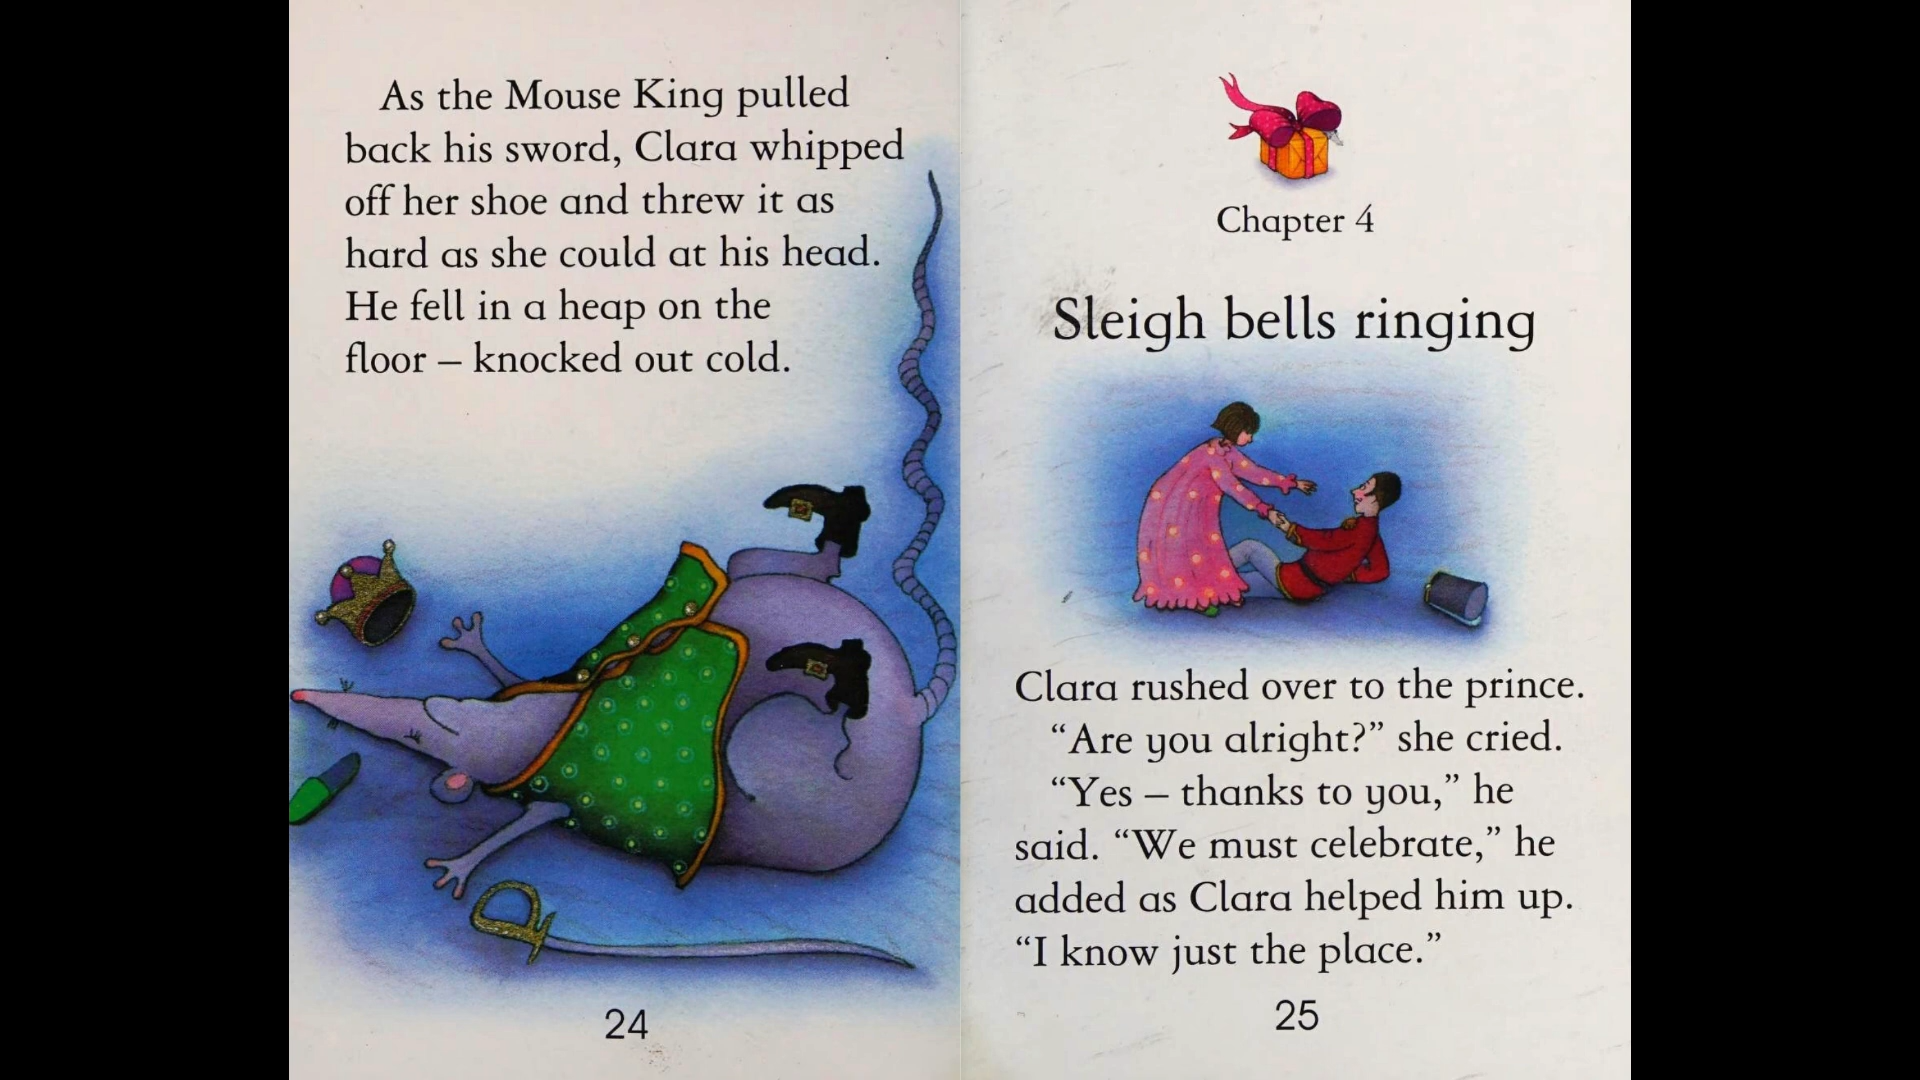 As the Mouse King pulled
back his sword, Clara whipped
off her shoe and threw it as
hard as she could at his head.
He fell in a heap on the
floor – knocked out cold.
24
Chapter 4
Sleigh bells ringing
Clara rushed over to the prince.
“Are you alright?” she cried.
“Yes – thanks to you,” he
said. “We must celebrate,” he
added as Clara helped him up.
“I know just the place.”
25